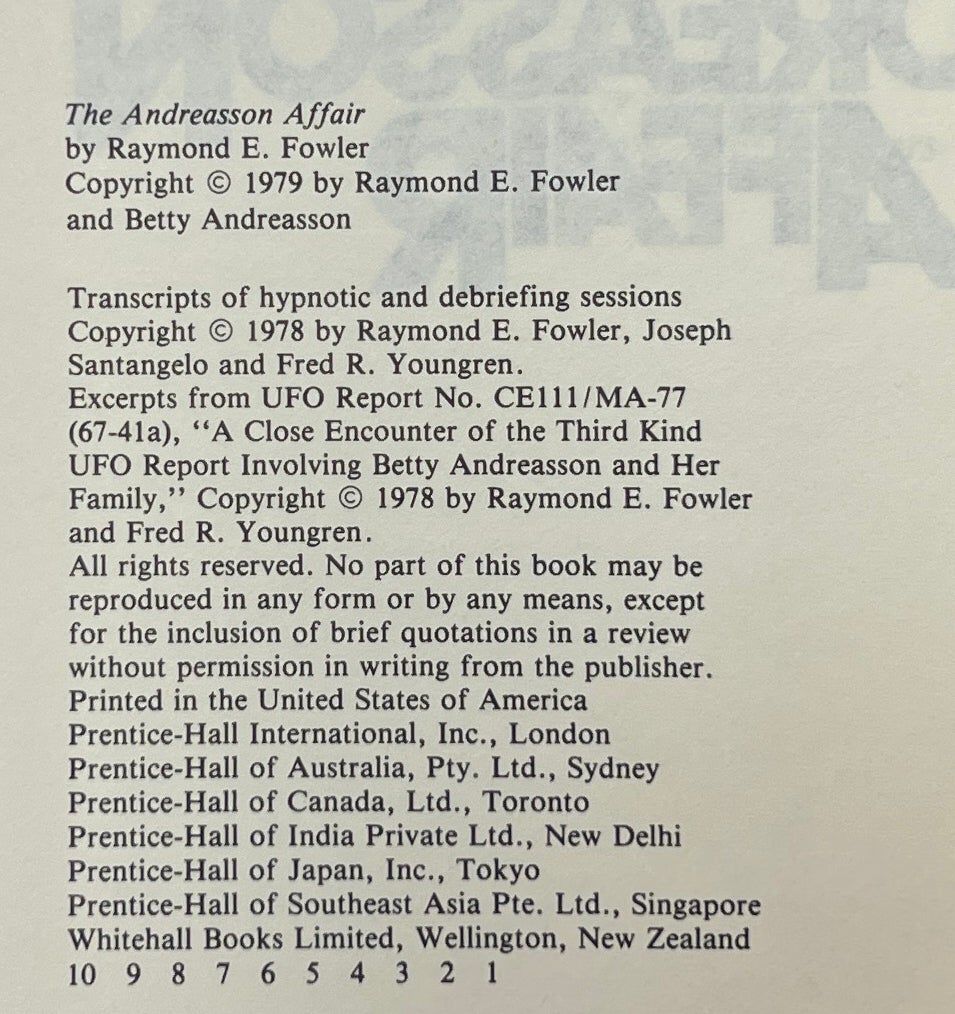 The Andreasson Affair
by Raymond E. Fowler
Copyright © 1979 by Raymond E. Fowler
and Betty Andreasson
Transcripts of hypnotic and debriefing sessions
Copyright © 1978 by Raymond E. Fowler, Joseph
Santangelo and Fred R. Youngren.
Excerpts from UFO Report No. CE111/MA-77
(67-41a), ‘‘A Close Encounter of the Third Kind
UFO Report Involving Betty Andreasson and Her
Family,’’ Copyright © 1978 by Raymond E. Fowler
and Fred R. Youngren.
All rights reserved. No part of this book may be
reproduced in any form or by any means, except
for the inclusion of brief quotations in a review
without permission in writing from the publisher.
Printed in the United States of America
Prentice-Hall International, Inc., London
Prentice-Hall of Australia, Pty. Ltd., Sydney
Prentice-Hall of Canada, Ltd., Toronto
Prentice-Hall of India Private Ltd., New Delhi
Prentice-Hall of Japan, Inc., Tokyo
Prentice-Hall of Southeast Asia Pte. Ltd., Singapore
Whitehall Books Limited, Wellington, New Zealand
10 9 8 7 6 5 4 3 2 1